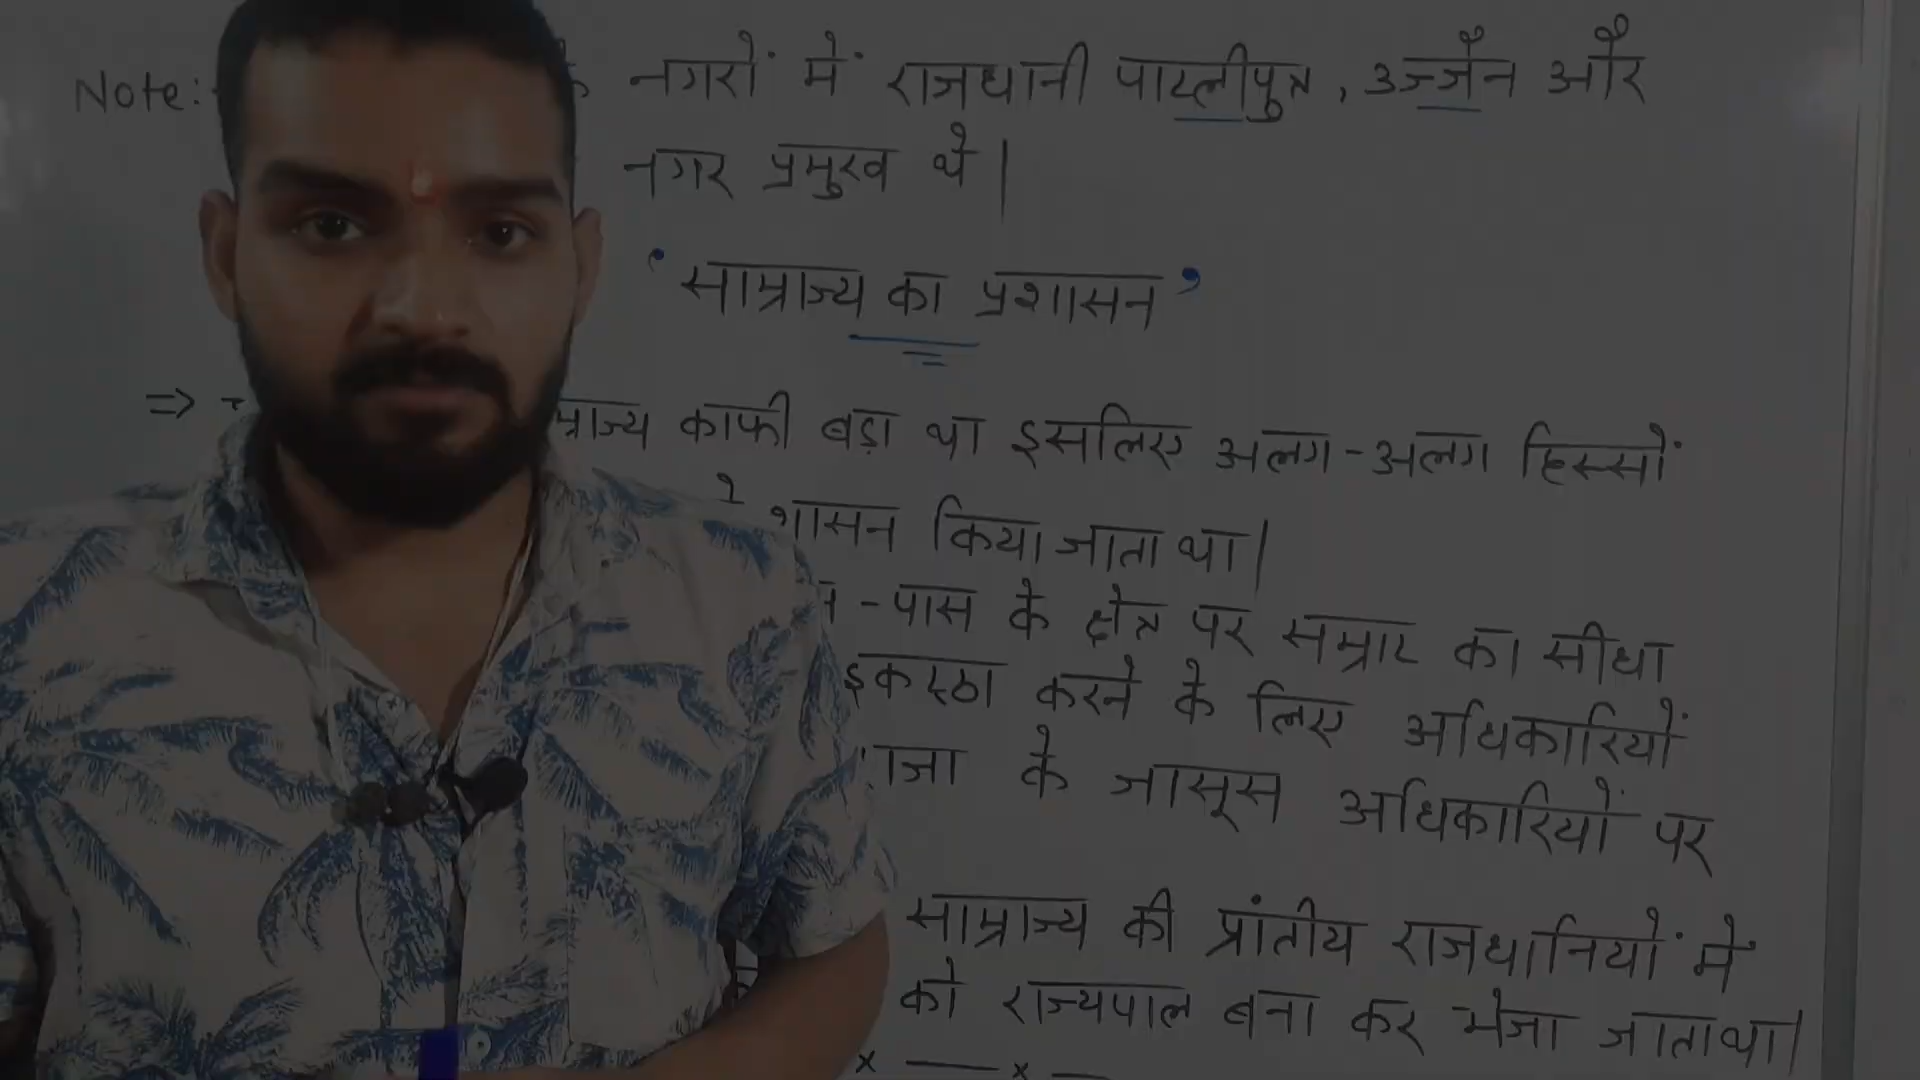 Note: नगरों में राजधानी पाटलीपुत्र, उज्जैन और
नगर प्रमुख थे|
'साम्राज्य का प्रशासन'
⇒ म्राज्य काफी बड़ा था इसलिए अलग-अलग हिस्सों
शासन किया जाता था|
-पास के क्षेत्र पर सम्राट का सीधा
इकट्ठा करने के लिए अधिकारियों
ाजा के जासूस अधिकारियों पर
साम्राज्य की प्रांतीय राजधानियों में
को राज्यपाल बना कर भेजा जाता था|
x — x —